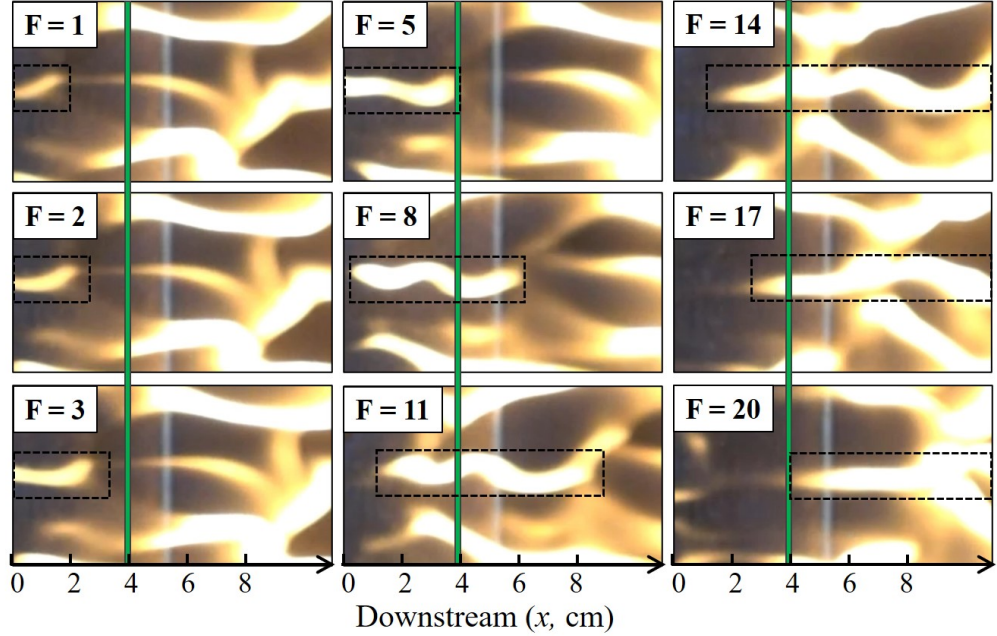 F = 1
F = 5
F = 14
F = 2
F = 8
F = 17
F = 3
F = 11
F = 20
0 2 4 6 8 0 2 4 6 8 0 2 4 6 8
Downstream (x, cm)